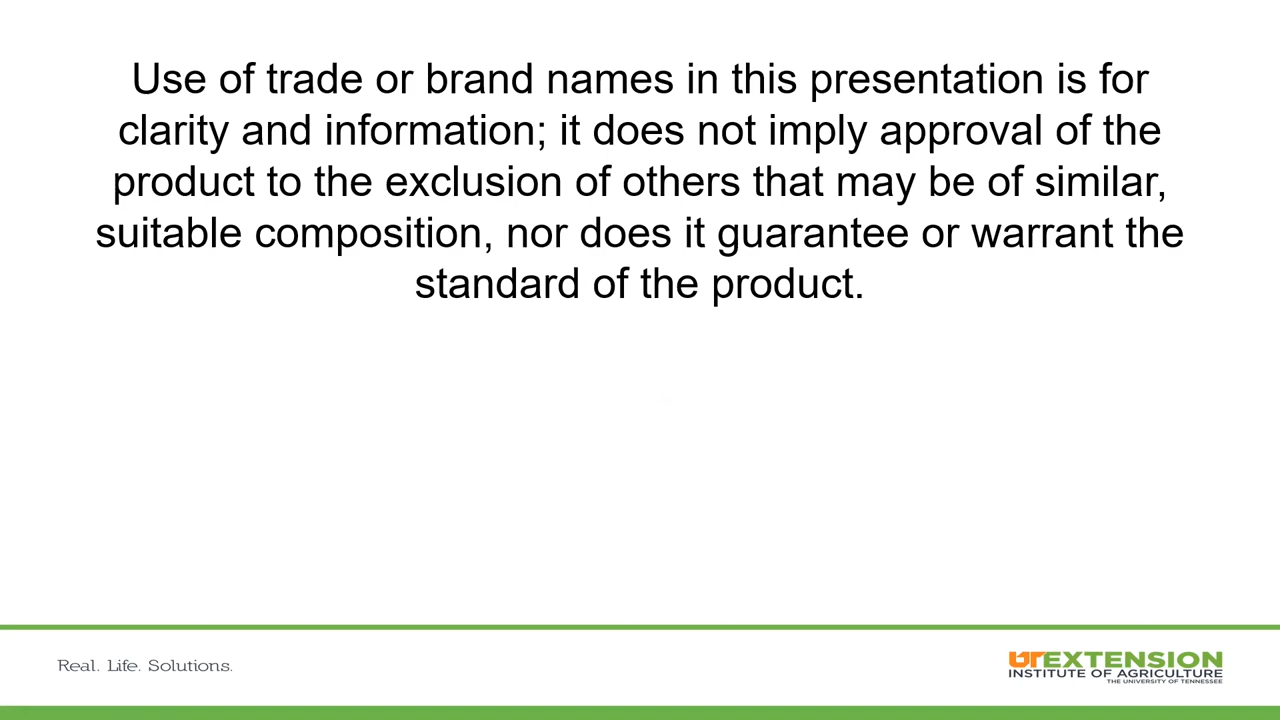 Use of trade or brand names in this presentation is for
clarity and information; it does not imply approval of the
product to the exclusion of others that may be of similar,
suitable composition, nor does it guarantee or warrant the
standard of the product.
Real. Life. Solutions.
UTEXTENSION
INSTITUTE OF AGRICULTURE
THE UNIVERSITY OF TENNESSEE